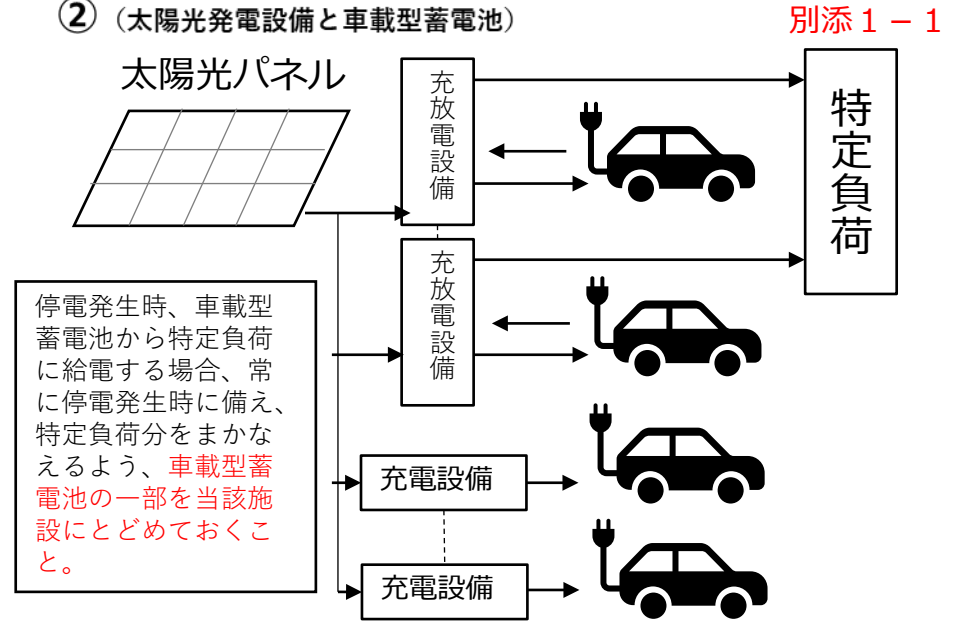 ② （太陽光発電設備と車載型蓄電池）
別添１－１
太陽光パネル
充放電設備
特定負荷
充放電設備
停電発生時、車載型
蓄電池から特定負荷
に給電する場合、常
に停電発生時に備え、
特定負荷分をまかな
えるよう、車載型蓄
電池の一部を当該施
設にとどめておくこ
と。
充電設備
充電設備